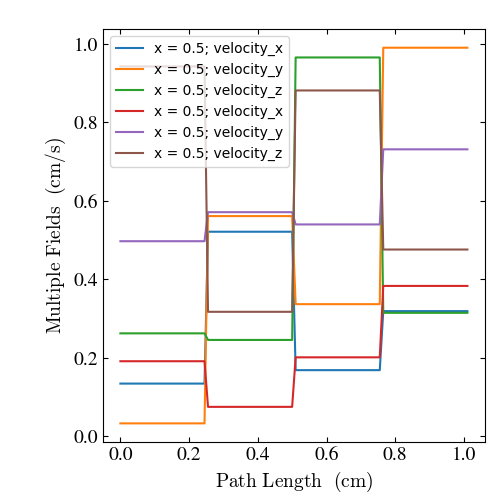 1.0
0.8
0.6
0.4
0.2
0.0
Multiple Fields (cm/s)
x = 0.5; velocity_x
x = 0.5; velocity_y
x = 0.5; velocity_z
x = 0.5; velocity_x
x = 0.5; velocity_y
x = 0.5; velocity_z
0.0 0.2 0.4 0.6 0.8 1.0
Path Length (cm)